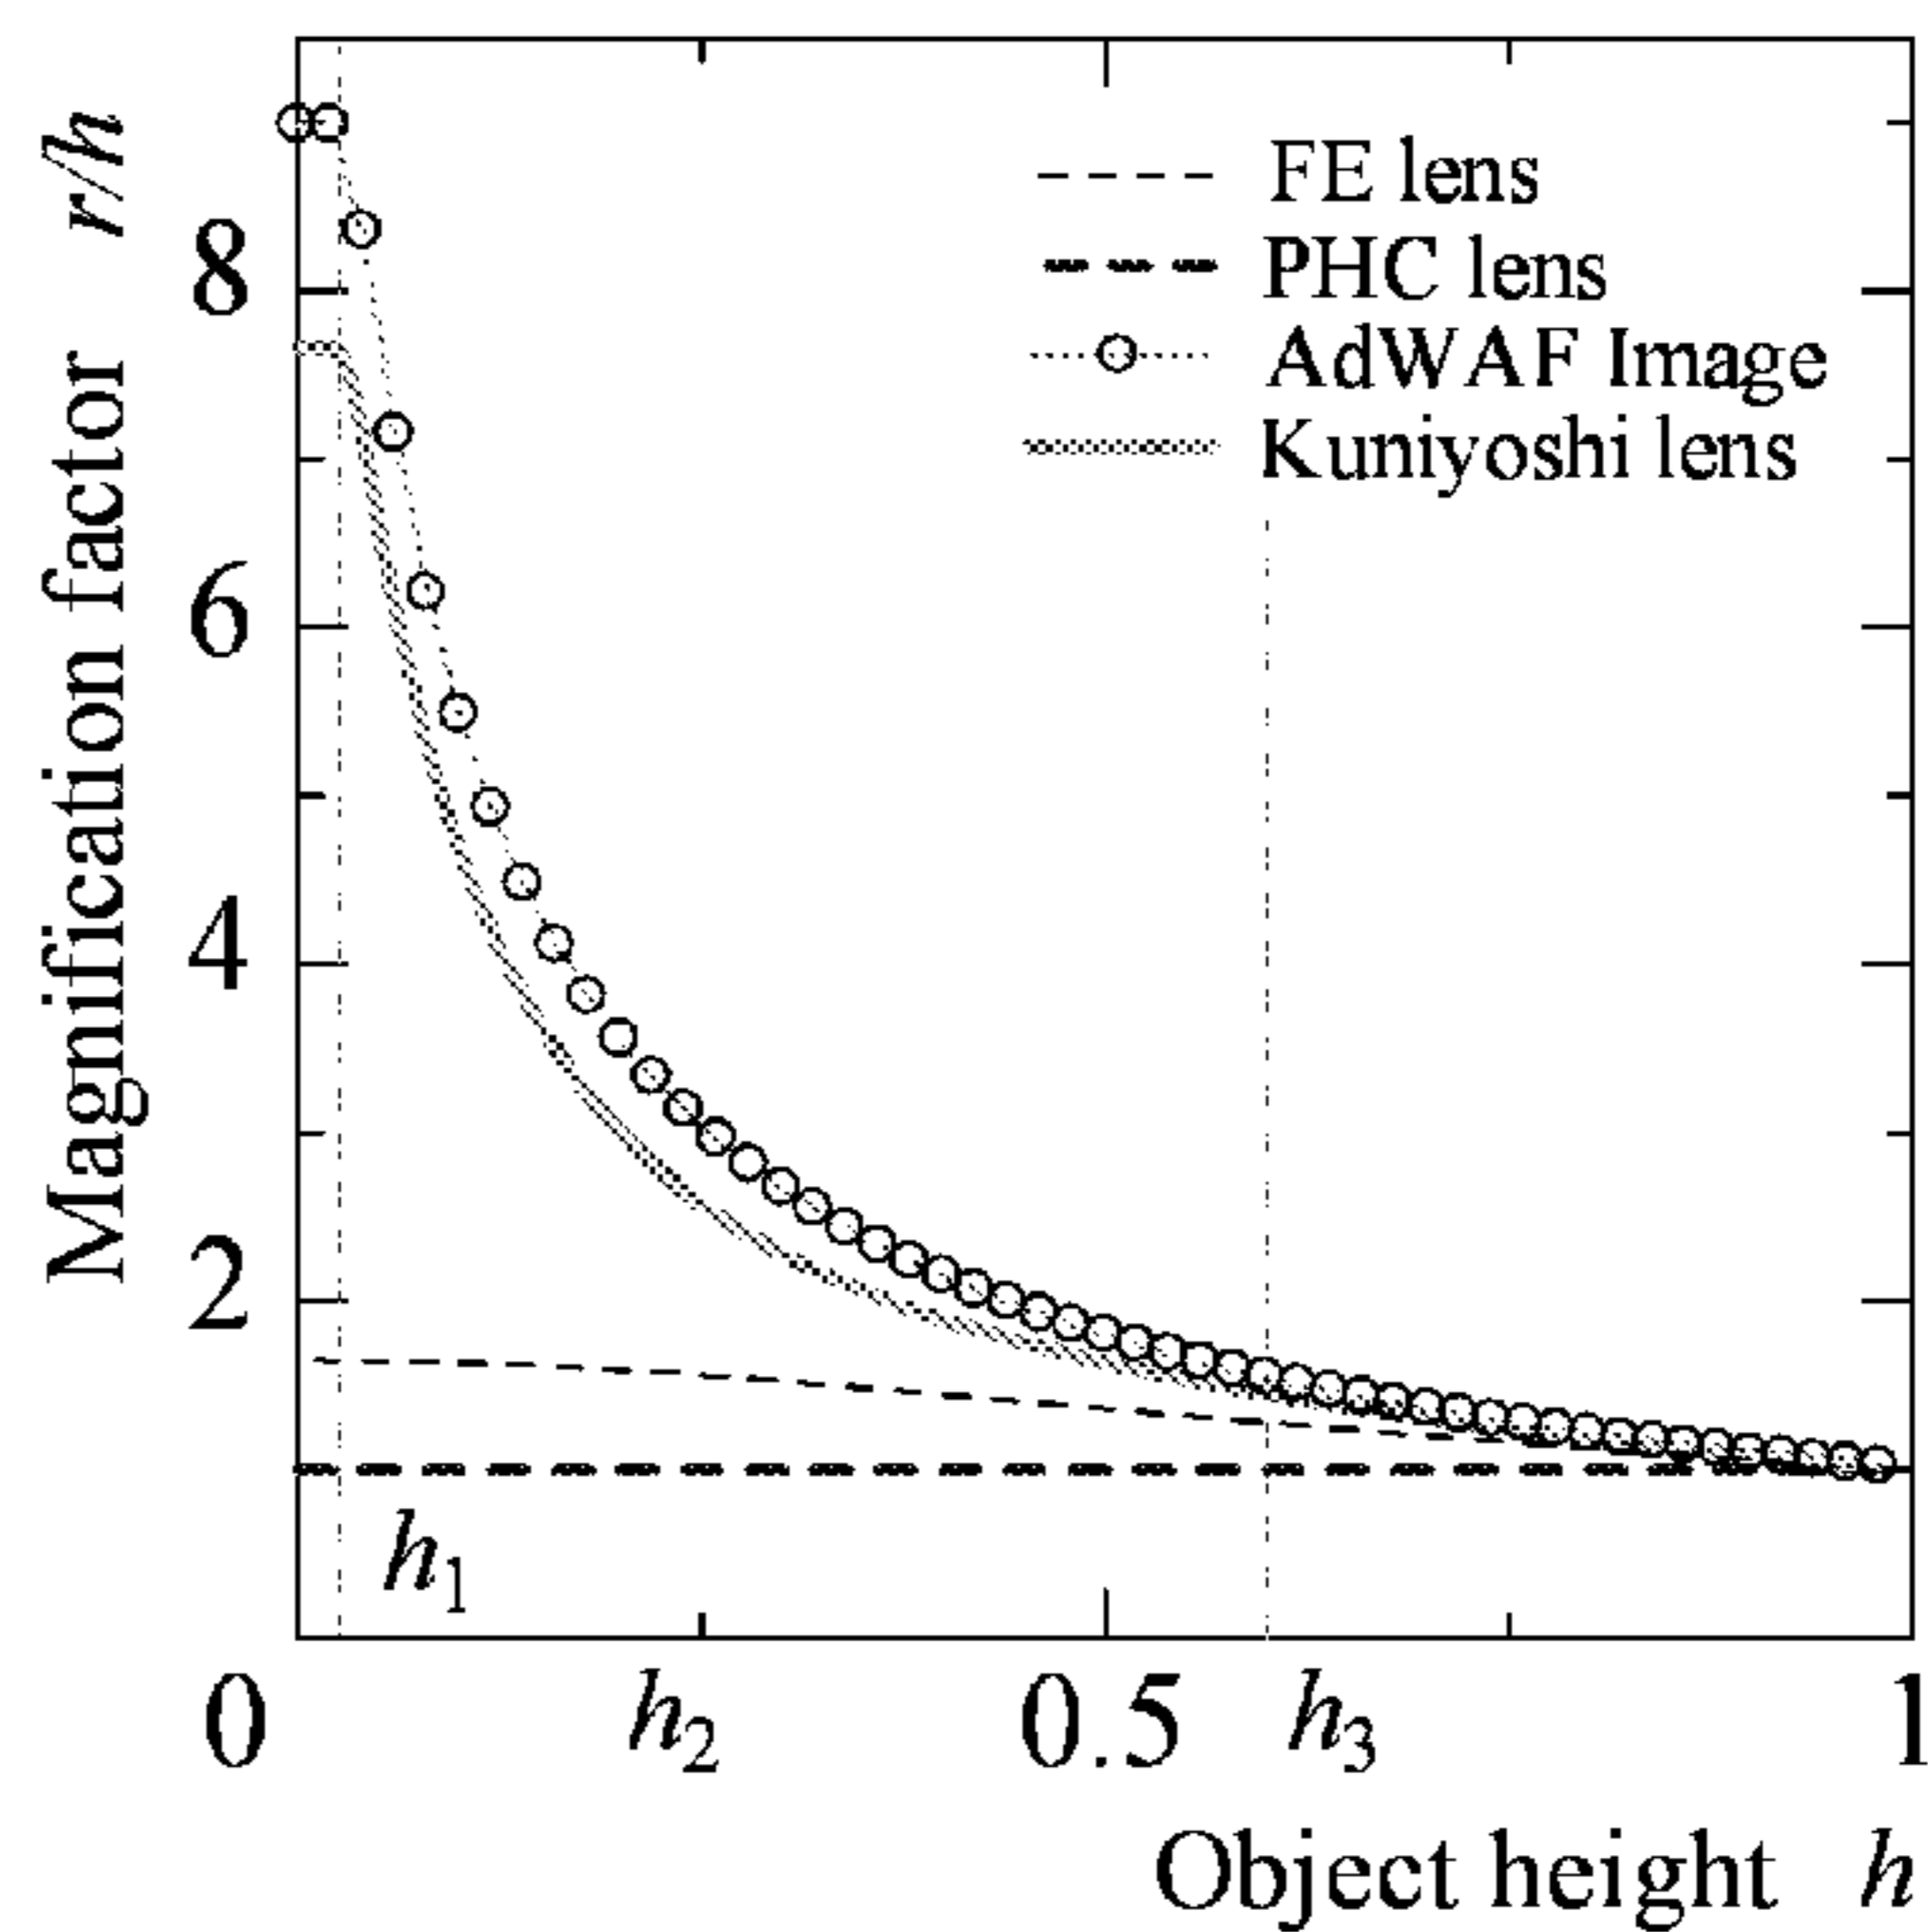 Magnification factor r/h
8
6
4
2
FE lens
PHC lens
AdWAF Image
Kuniyoshi lens
h1
0
h2
0.5
h3
1
Object height h